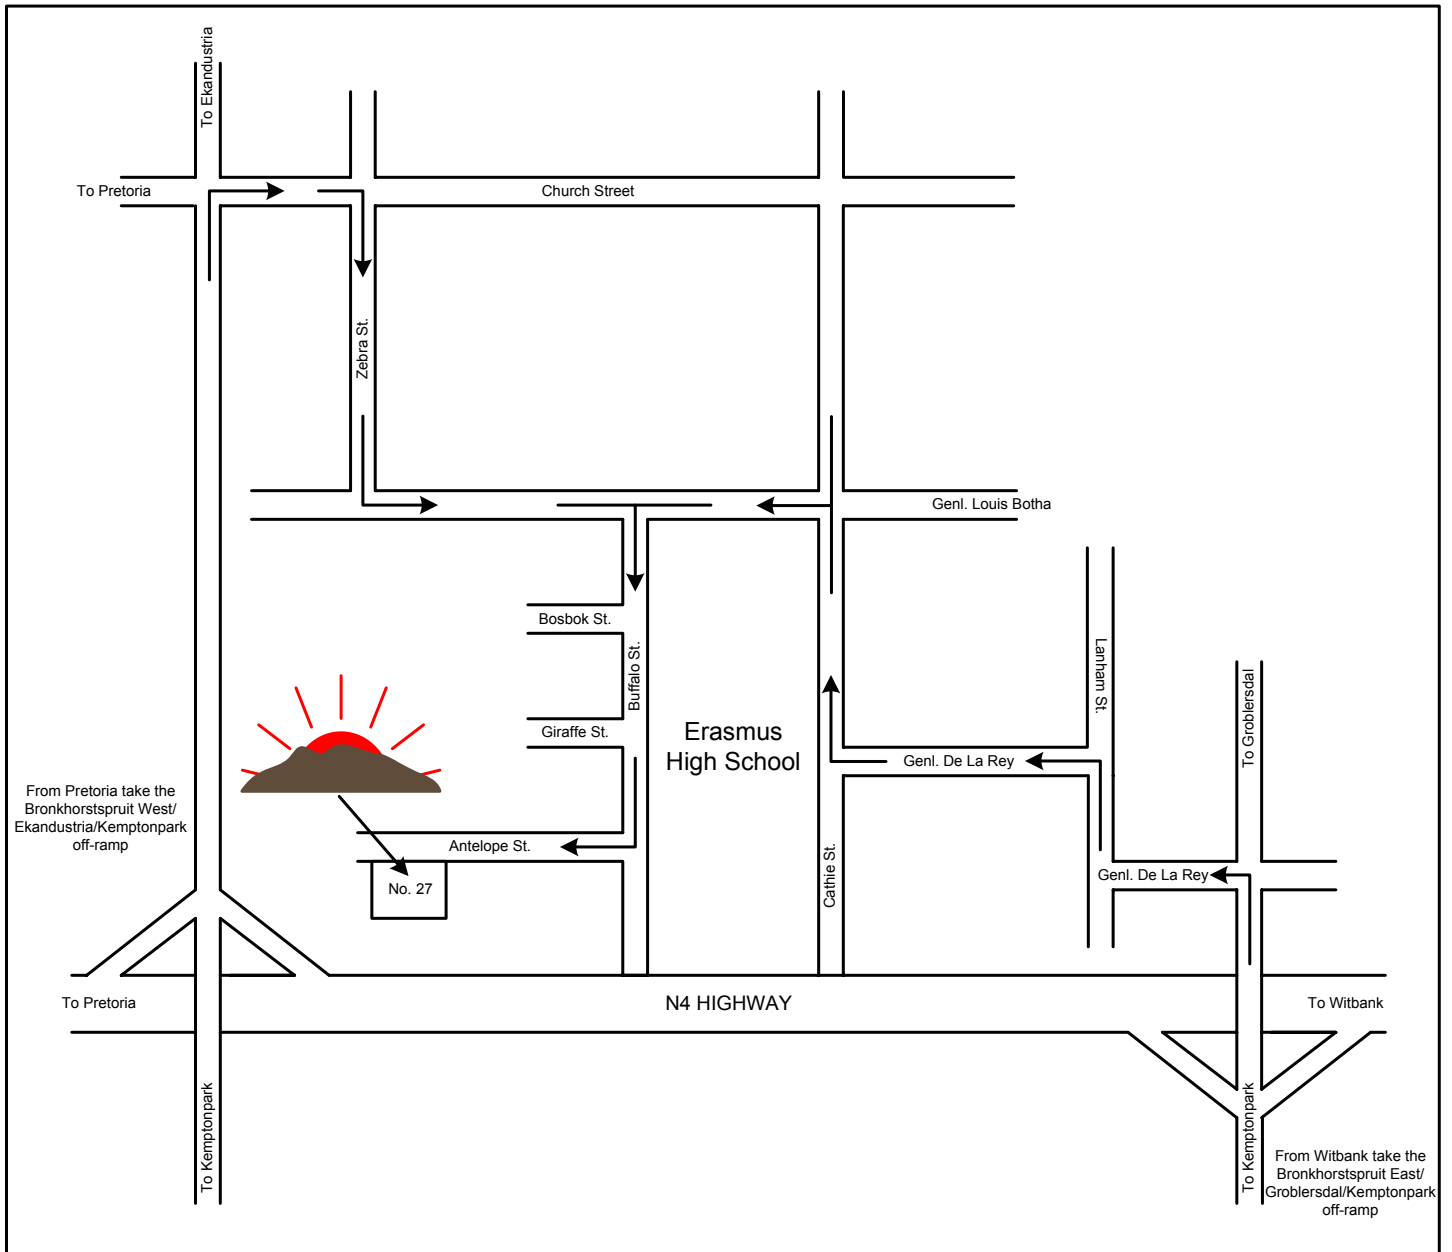 To Ekandustria
To Pretoria
Church Street
Zebra St.
Genl. Louis Botha
Bosbok St.
Buffalo St.
Giraffe St.
Erasmus
High School
Lanham St.
To Groblersdal
Genl. De La Rey
From Pretoria take the
Bronkhorstspruit West/
Ekandustria/Kemptonpark
off-ramp
Antelope St.
No. 27
Cathie St.
Genl. De La Rey
To Pretoria
N4 HIGHWAY
To Witbank
To Kemptonpark
To Kemptonpark
From Witbank take the
Bronkhorstspruit East/
Groblersdal/Kemptonpark
off-ramp